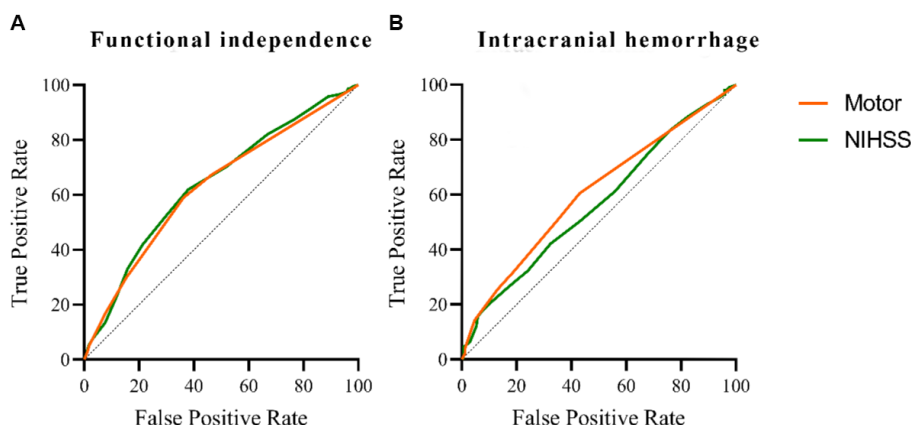 A
Functional independence
100
80
60
40
20
0
True Positive Rate
0 20 40 60 80 100
False Positive Rate
B
Intracranial hemorrhage
100
80
60
40
20
0
True Positive Rate
0 20 40 60 80 100
False Positive Rate
Motor
NIHSS